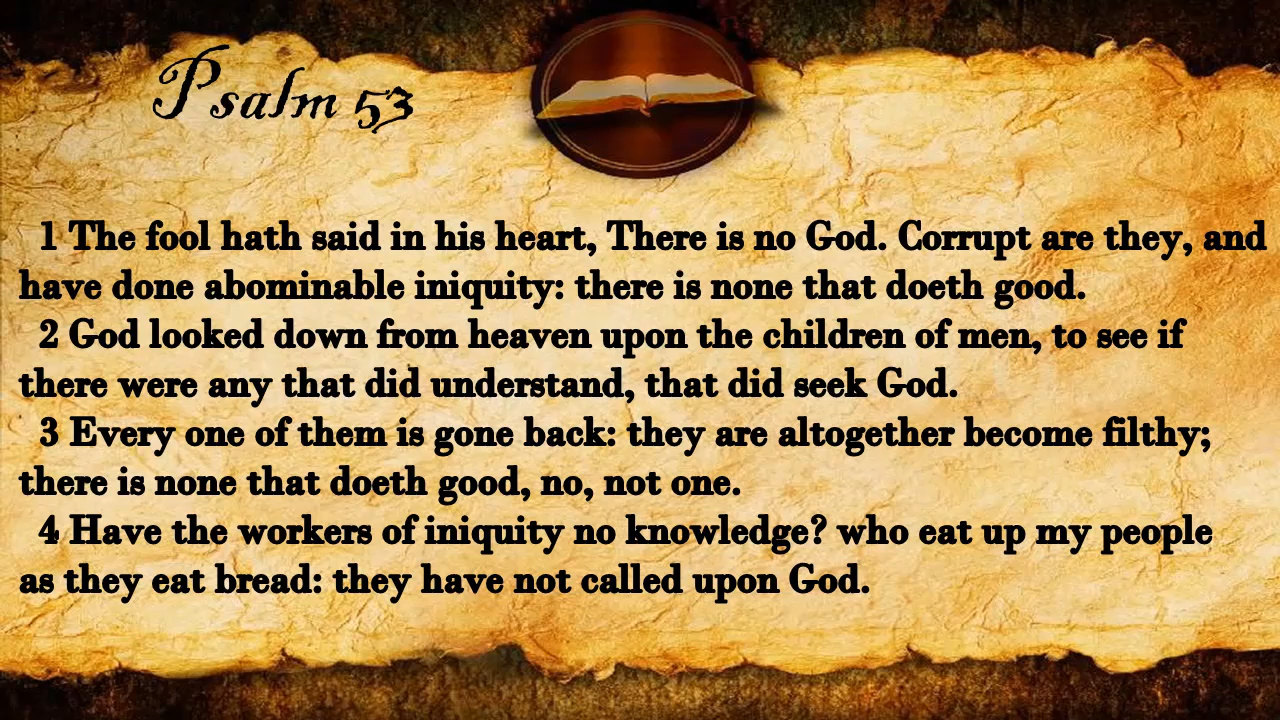 Psalm 53
1 The fool hath said in his heart, There is no God. Corrupt are they, and
have done abominable iniquity: there is none that doeth good.
2 God looked down from heaven upon the children of men, to see if
there were any that did understand, that did seek God.
3 Every one of them is gone back: they are altogether become filthy;
there is none that doeth good, no, not one.
4 Have the workers of iniquity no knowledge? who eat up my people
as they eat bread: they have not called upon God.